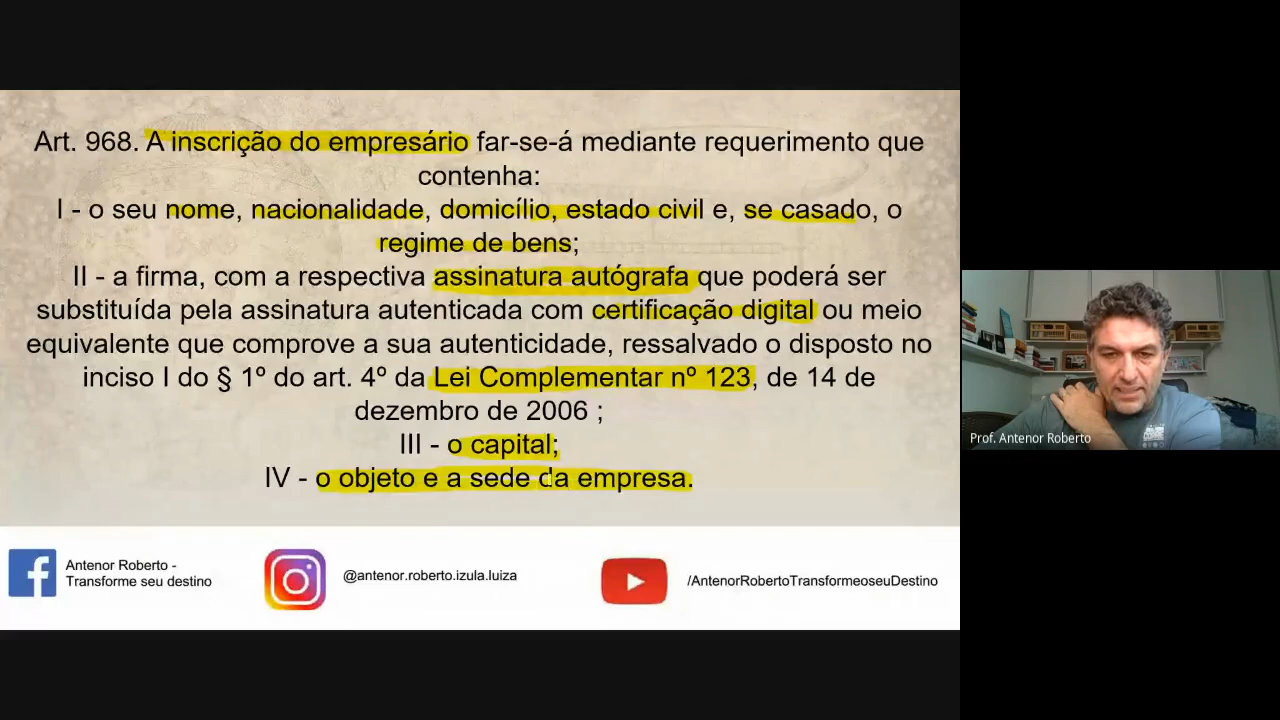 Art. 968. A inscrição do empresário far-se-á mediante requerimento que
contenha:
I - o seu nome, nacionalidade, domicílio, estado civil e, se casado, o
regime de bens;
II - a firma, com a respectiva assinatura autógrafa que poderá ser
substituída pela assinatura autenticada com certificação digital ou meio
equivalente que comprove a sua autenticidade, ressalvado o disposto no
inciso I do § 1º do art. 4º da Lei Complementar nº 123, de 14 de
dezembro de 2006 ;
III - o capital;
IV - o objeto e a sede da empresa.
Antenor Roberto -
Transforme seu destino
@antenor.roberto.izula.luiza
/AntenorRobertoTransformeoseuDestino
Prof. Antenor Roberto